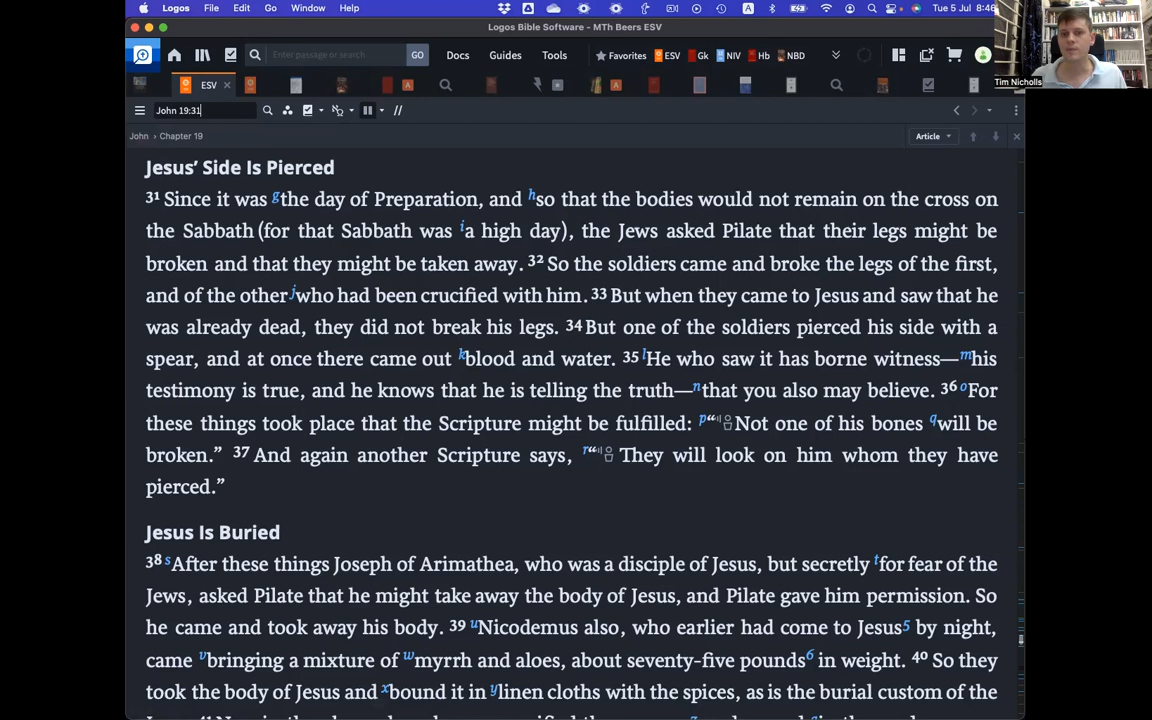 Logos File Edit Go Window Help A Tue 5 Jul 8:46
Logos Bible Software - MTh Beers ESV
Enter passage or search GO Docs Guides Tools Favorites ESV Gk NIV Hb NBD
ESV
John 19:31
John › Chapter 19 Article
Tim Nicholls
Jesus’ Side Is Pierced
31 Since it was g the day of Preparation, and h so that the bodies would not remain on the cross on
the Sabbath (for that Sabbath was i a high day), the Jews asked Pilate that their legs might be
broken and that they might be taken away. 32 So the soldiers came and broke the legs of the first,
and of the other j who had been crucified with him. 33 But when they came to Jesus and saw that he
was already dead, they did not break his legs. 34 But one of the soldiers pierced his side with a
spear, and at once there came out k blood and water. 35 l He who saw it has borne witness—m his
testimony is true, and he knows that he is telling the truth—n that you also may believe. 36 o For
these things took place that the Scripture might be fulfilled: p “Not one of his bones q will be
broken.” 37 And again another Scripture says, r “They will look on him whom they have
pierced.”
Jesus Is Buried
38 s After these things Joseph of Arimathea, who was a disciple of Jesus, but secretly t for fear of the
Jews, asked Pilate that he might take away the body of Jesus, and Pilate gave him permission. So
he came and took away his body. 39 u Nicodemus also, who earlier had come to Jesus5 by night,
came v bringing a mixture of w myrrh and aloes, about seventy-five pounds6 in weight. 40 So they
took the body of Jesus and x bound it in y linen cloths with the spices, as is the burial custom of the